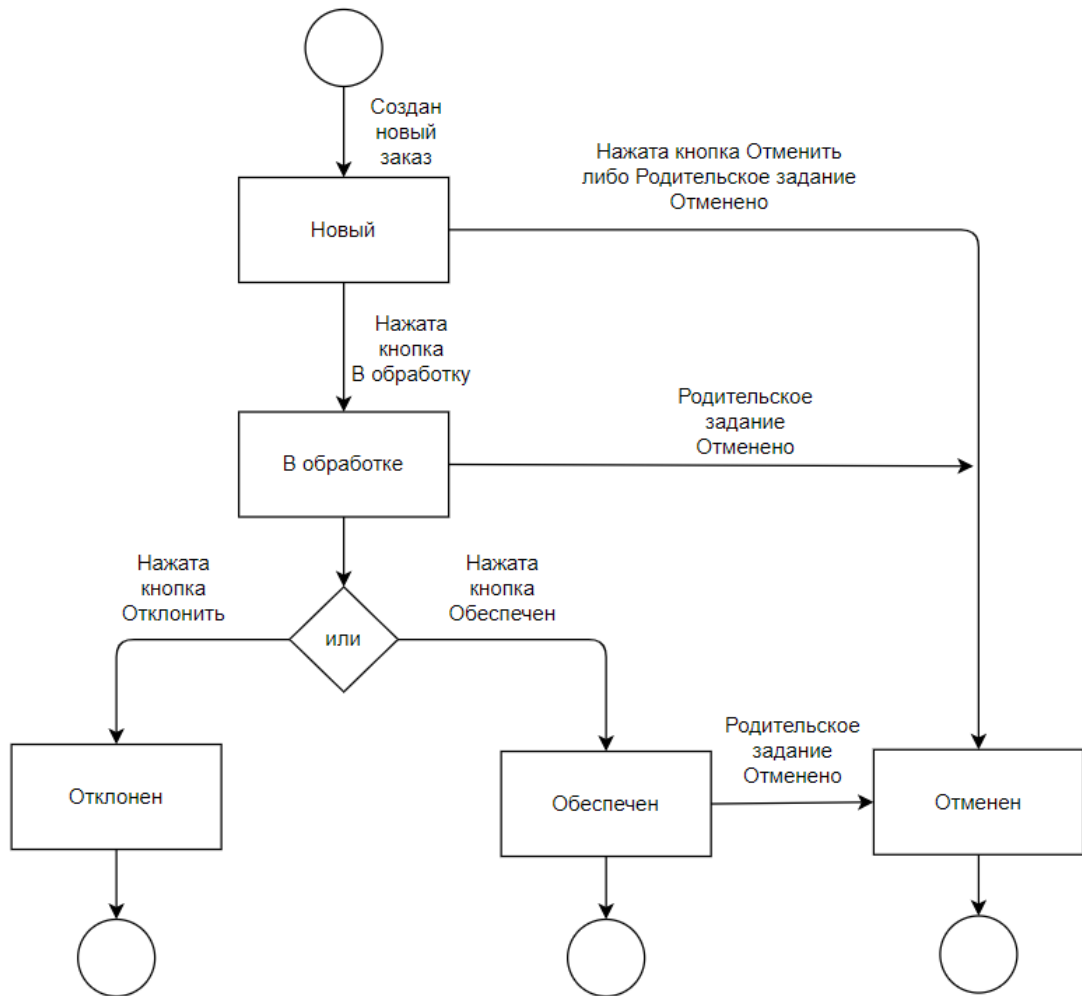 Создан
новый
заказ
Нажата кнопка Отменить
либо Родительское задание
Отменено
Новый
Нажата
кнопка
В обработку
Родительское
задание
Отменено
В обработке
Нажата
кнопка
Отклонить
Нажата
кнопка
Обеспечен
или
Родительское
задание
Отменено
Отклонен
Обеспечен
Отменен